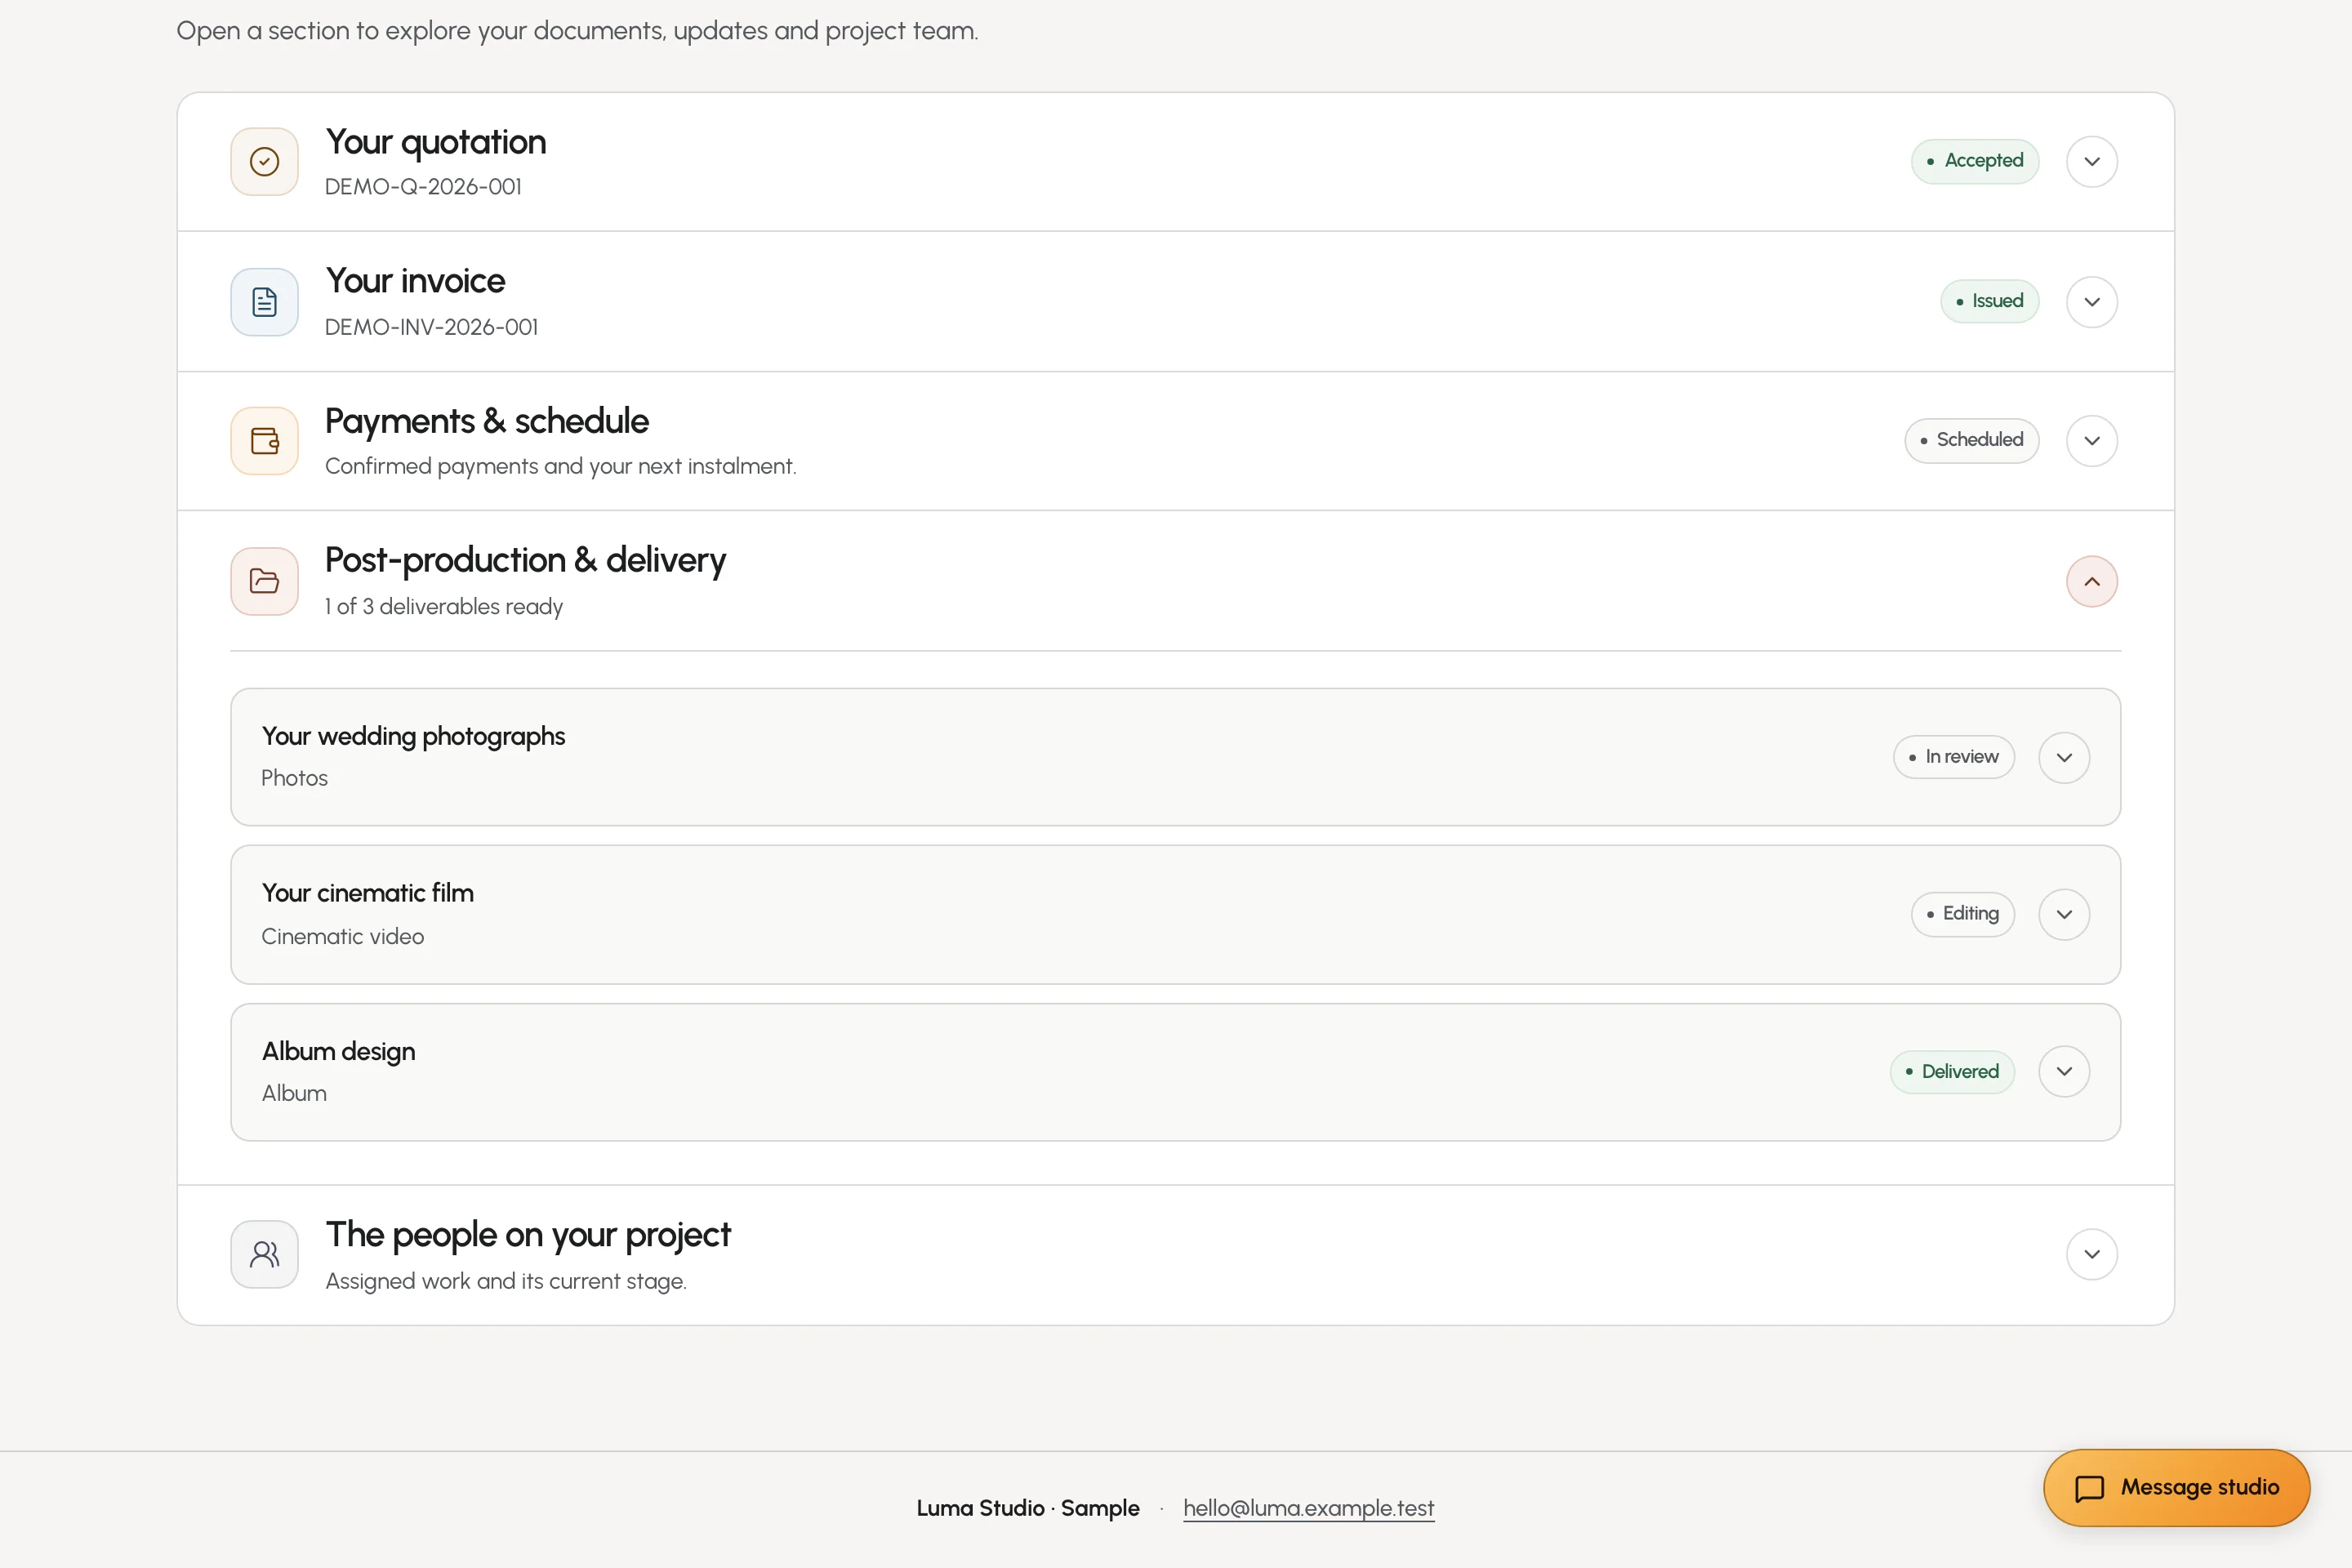 Open a section to explore your documents, updates and project team.
Your quotation
DEMO-Q-2026-001
Accepted
Your invoice
DEMO-INV-2026-001
Issued
Payments & schedule
Confirmed payments and your next instalment.
Scheduled
Post-production & delivery
1 of 3 deliverables ready
Your wedding photographs
Photos
In review
Your cinematic film
Cinematic video
Editing
Album design
Album
Delivered
The people on your project
Assigned work and its current stage.
Luma Studio · Sample · hello@luma.example.test
Message studio